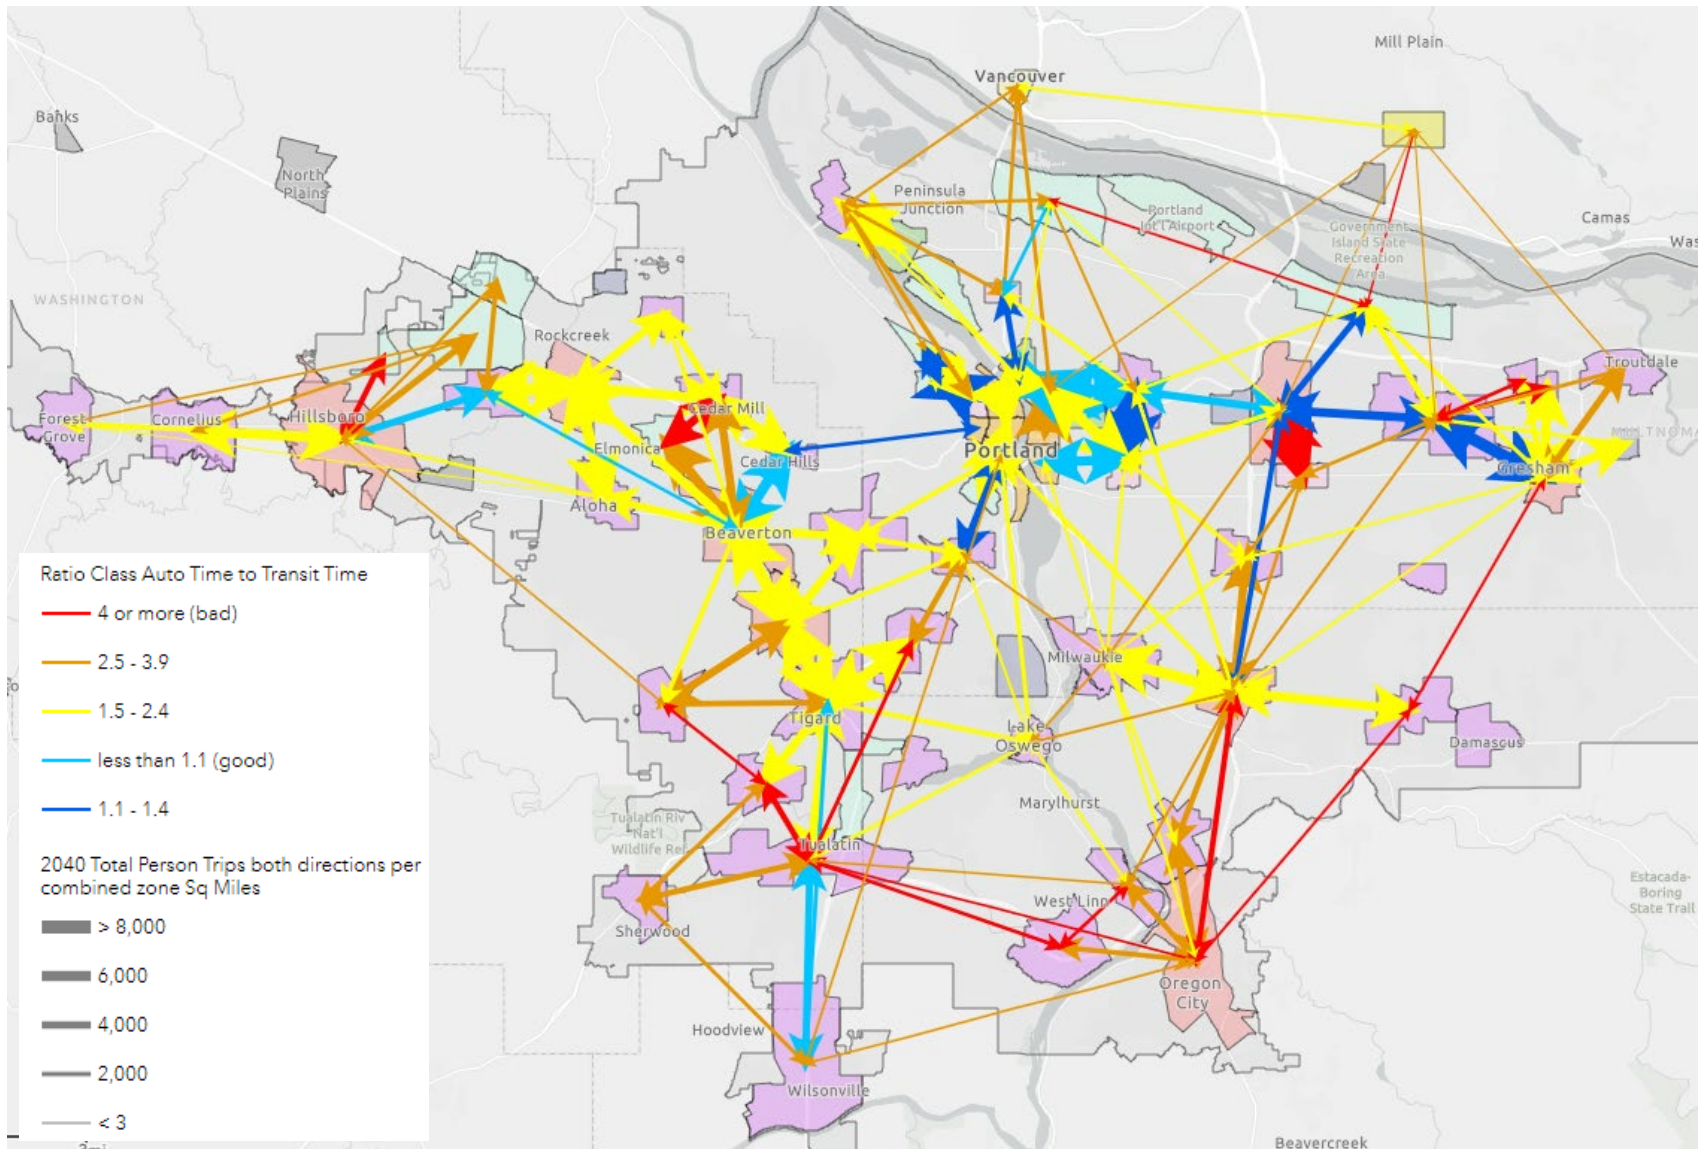 Mill Plain
Vancouver
Banks
North
Plains
Peninsula
Junction
Portland
Int'l Airport
Camas
Government
Island State
Recreation
Area
WASHINGTON
Rockcreek
Troutdale
Forest
Grove
Cornelius
Hillsboro
Cedar Mill
Elmonica
Cedar Hills
Portland
Gresham
Aloha
Beaverton
Ratio Class Auto Time to Transit Time
4 or more (bad)
2.5 - 3.9
1.5 - 2.4
less than 1.1 (good)
1.1 - 1.4
2040 Total Person Trips both directions per
combined zone Sq Miles
> 8,000
6,000
4,000
2,000
< 3
Milwaukie
Tigard
Lake
Oswego
Damascus
Marylhurst
Tualatin Riv
Nat'l
Wildlife Ref
Tualatin
West Linn
Sherwood
Estacada-
Boring
State Trail
Oregon
City
Hoodview
Wilsonville
Beavercreek